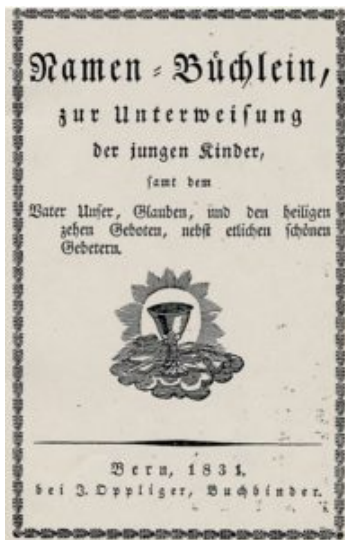 Namen-Büchlein,
zur Unterweisung
der jungen Kinder,
samt dem
Vater Unser, Glauben, und den heiligen
zehen Geboten, nebst etlichen schönen
Gebetern.
Bern, 1831.
bei J. Oppliger, Buchbinder.